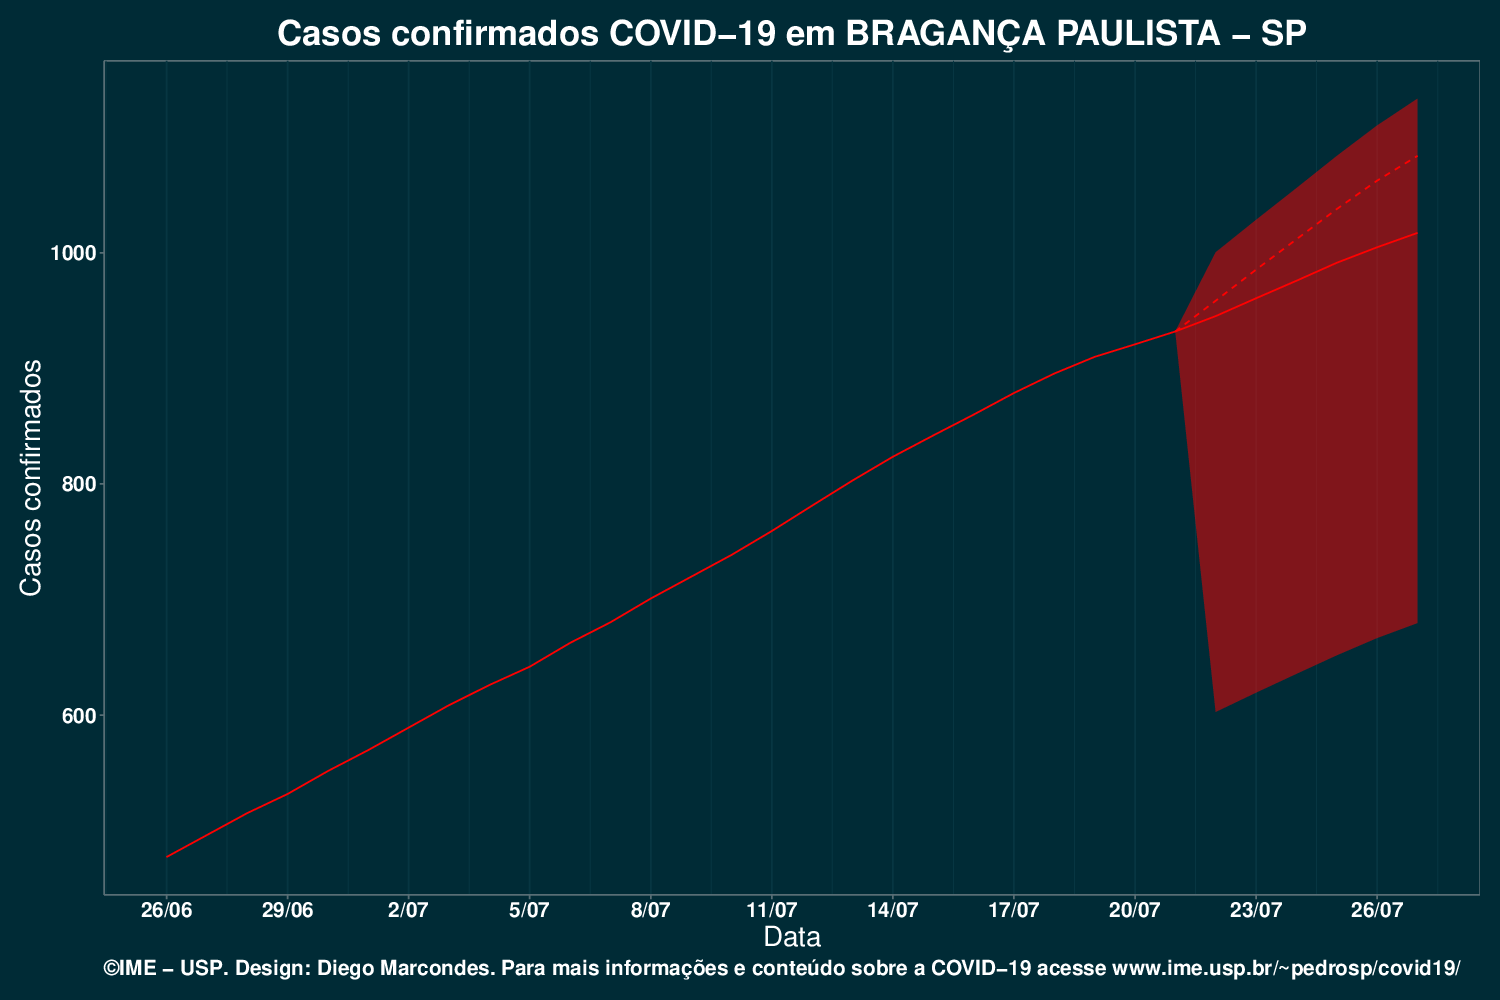 Casos confirmados COVID−19 em BRAGANÇA PAULISTA − SP
Casos confirmados
1000
800
600
26/06 29/06 2/07 5/07 8/07 11/07 14/07 17/07 20/07 23/07 26/07
Data
©IME − USP. Design: Diego Marcondes. Para mais informações e conteúdo sobre a COVID−19 acesse www.ime.usp.br/~pedrosp/covid19/